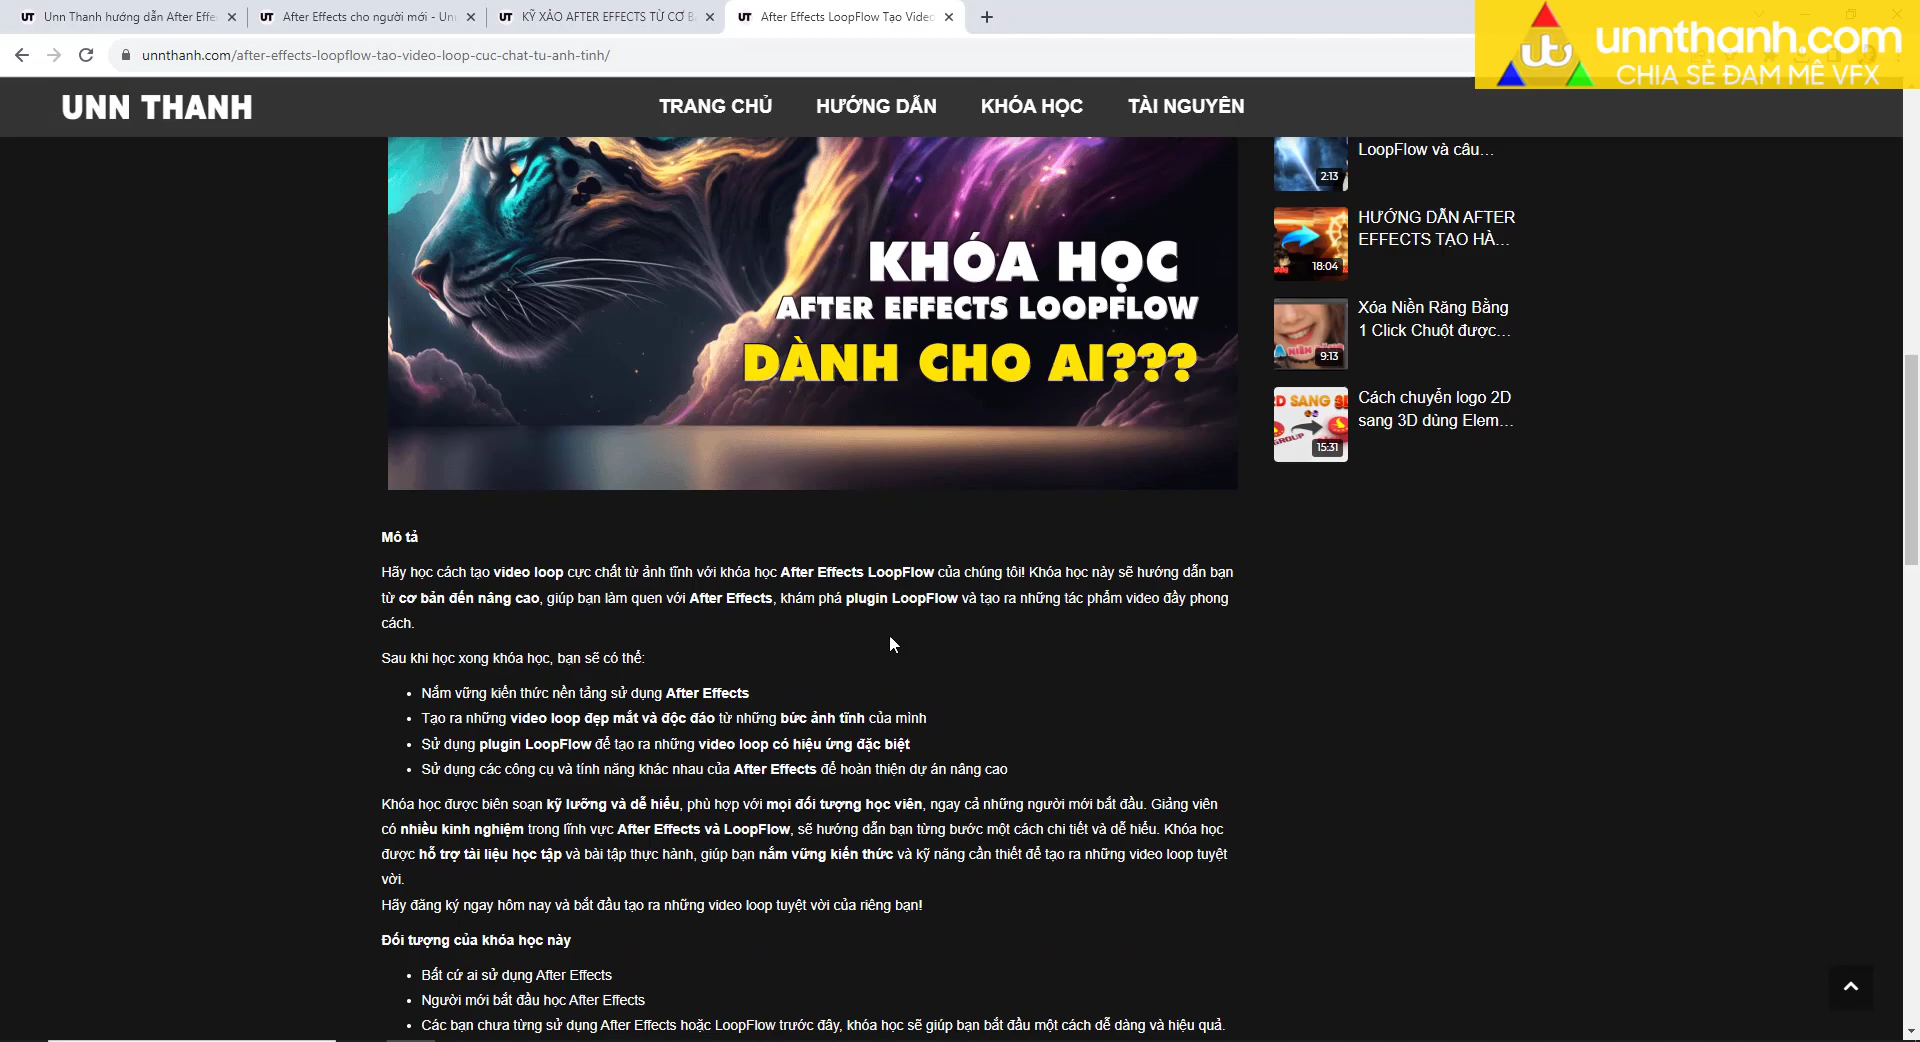 Unn Thanh hướng dẫn After Effe
After Effects cho người mới - Un
KỸ XẢO AFTER EFFECTS TỪ CƠ B
After Effects LoopFlow Tạo Video
unnthanh.com/after-effects-loopflow-tao-video-loop-cuc-chat-tu-anh-tinh/
unnthanh.com
CHIA SẺ ĐAM MÊ VFX
UNN THANH
TRANG CHỦ
HƯỚNG DẪN
KHÓA HỌC
TÀI NGUYÊN
KHÓA HỌC
AFTER EFFECTS LOOPFLOW
DÀNH CHO AI???
LoopFlow và câu...
2:13
HƯỚNG DẪN AFTER
EFFECTS TẠO HÀ...
18:04
Xóa Niềng Răng Bằng
1 Click Chuột được...
9:13
Cách chuyển logo 2D
sang 3D dùng Elem...
15:31
Mô tả
Hãy học cách tạo video loop cực chất từ ảnh tĩnh với khóa học After Effects LoopFlow của chúng tôi! Khóa học này sẽ hướng dẫn bạn
từ cơ bản đến nâng cao, giúp bạn làm quen với After Effects, khám phá plugin LoopFlow và tạo ra những tác phẩm video đầy phong
cách.
Sau khi học xong khóa học, bạn sẽ có thể:
• Nắm vững kiến thức nền tảng sử dụng After Effects
• Tạo ra những video loop đẹp mắt và độc đáo từ những bức ảnh tĩnh của mình
• Sử dụng plugin LoopFlow để tạo ra những video loop có hiệu ứng đặc biệt
• Sử dụng các công cụ và tính năng khác nhau của After Effects để hoàn thiện dự án nâng cao
Khóa học được biên soạn kỹ lưỡng và dễ hiểu, phù hợp với mọi đối tượng học viên, ngay cả những người mới bắt đầu. Giảng viên
có nhiều kinh nghiệm trong lĩnh vực After Effects và LoopFlow, sẽ hướng dẫn bạn từng bước một cách chi tiết và dễ hiểu. Khóa học
được hỗ trợ tài liệu học tập và bài tập thực hành, giúp bạn nắm vững kiến thức và kỹ năng cần thiết để tạo ra những video loop tuyệt
vời.
Hãy đăng ký ngay hôm nay và bắt đầu tạo ra những video loop tuyệt vời của riêng bạn!
Đối tượng của khóa học này
• Bất cứ ai sử dụng After Effects
• Người mới bắt đầu học After Effects
• Các bạn chưa từng sử dụng After Effects hoặc LoopFlow trước đây, khóa học sẽ giúp bạn bắt đầu một cách dễ dàng và hiệu quả.